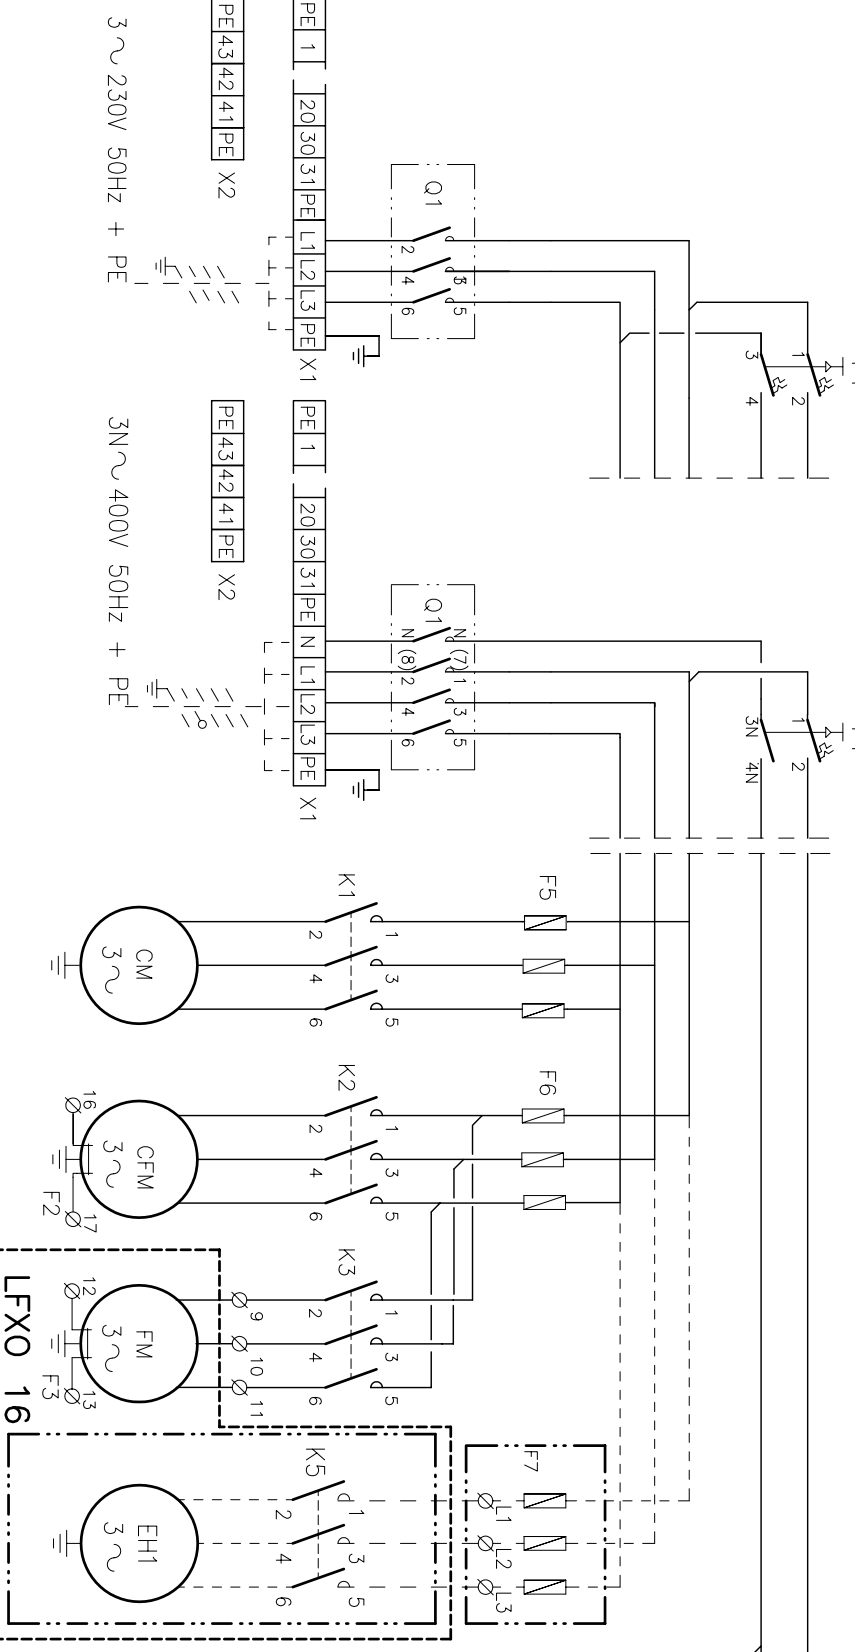 PE 1
20 30 31 PE L1 L2 L3 PE X1
PE 43 42 41 PE X2
3 ~ 230V 50Hz + PE
Q1
2
4 3
6 5
1 2
3 4
PE 1
20 30 31 PE N L1 L2 L3 PE X1
PE 43 42 41 PE X2
3N ~ 400V 50Hz + PE
Q1
N N
(8) (7)
2 1
4 3
6 5
1 2
3N 4N
F5
K1
2 1
4 3
6 5
CM
3 ~
F6
K2
2 1
4 3
6 5
CFM
3 ~
16
17
F2
K3
2 1
4 3
6 5
9
10
11
FM
3 ~
12
13
F3
LFXO 16
F7
L1
L2
L3
K5
2 1
4 3
6 5
EH1
3 ~